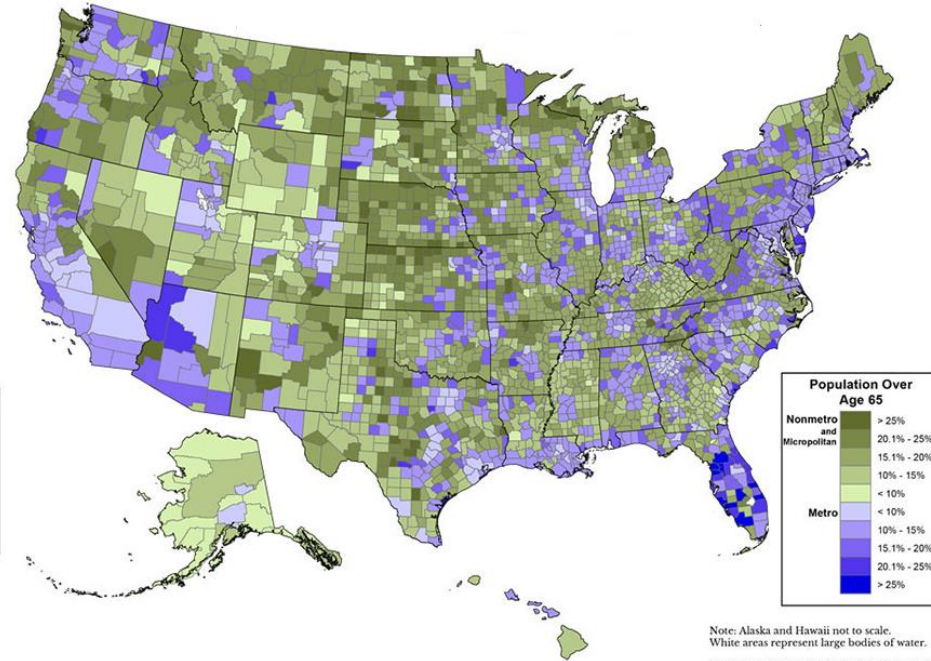 Population Over
Age 65
Nonmetro
and
Micropolitan
> 25%
20.1% - 25%
15.1% - 20%
10% - 15%
< 10%
Metro
< 10%
10% - 15%
15.1% - 20%
20.1% - 25%
> 25%
Note: Alaska and Hawaii not to scale.
White areas represent large bodies of water.